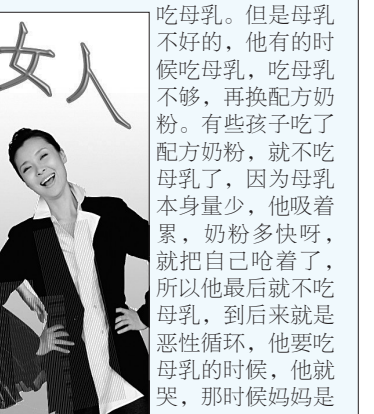 女人
吃母乳。但是母乳
不好的，他有的时
候吃母乳，吃母乳
不够，再换配方奶
粉。有些孩子吃了
配方奶粉，就不吃
母乳了，因为母乳
本身量少，他吸着
累，奶粉多快呀，
就把自己呛着了，
所以他最后就不吃
母乳，到后来就是
恶性循环，他要吃
母乳的时候，他就
哭，那时候妈妈是